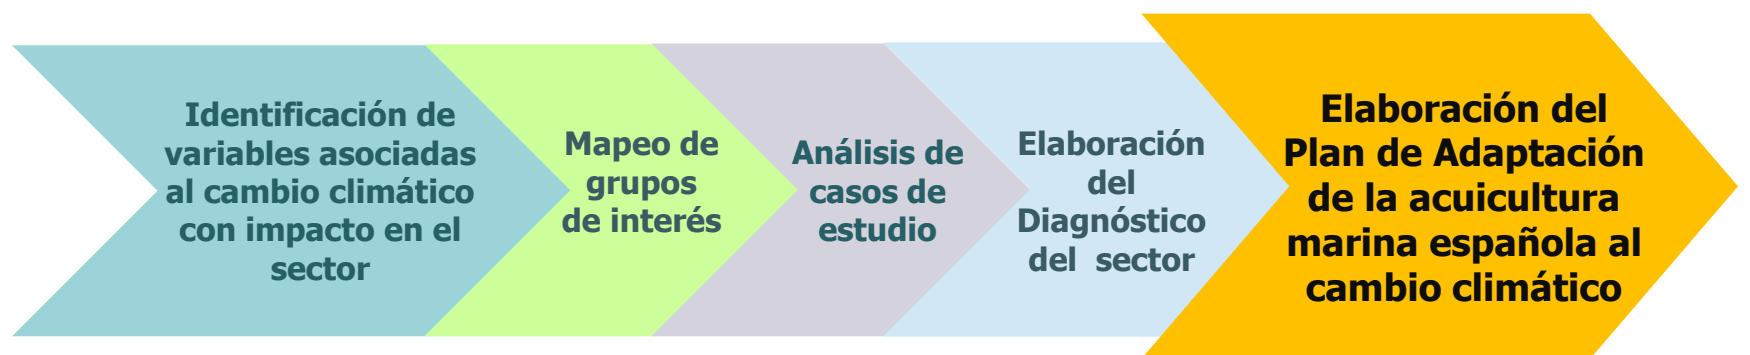 Identificación de
variables asociadas
al cambio climático
con impacto en el
sector
Mapeo de
grupos
de interés
Análisis de
casos de
estudio
Elaboración
del
Diagnóstico
del sector
Elaboración del
Plan de Adaptación
de la acuicultura
marina española al
cambio climático